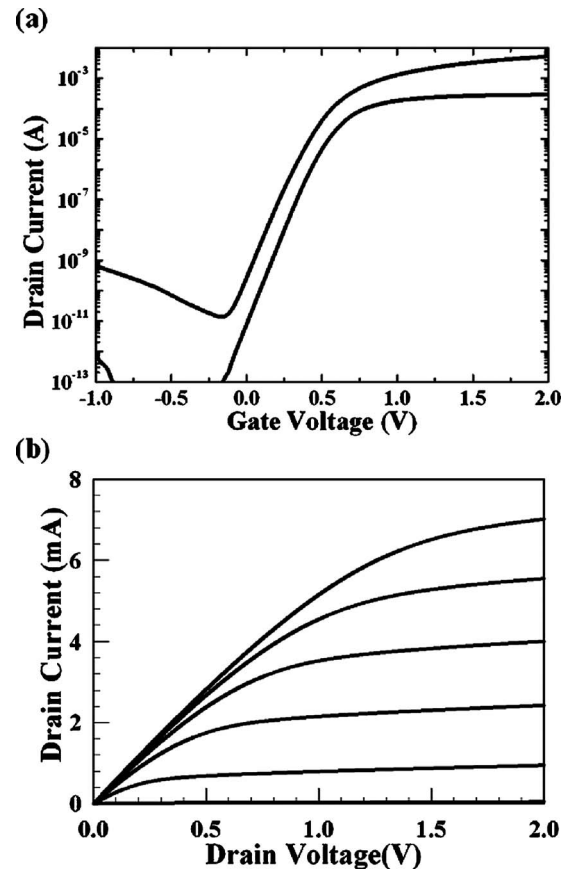 (a)
Drain Current (A)
10⁻³
10⁻⁵
10⁻⁷
10⁻⁹
10⁻¹¹
10⁻¹³
-1.0 -0.5 0.0 0.5 1.0 1.5 2.0
Gate Voltage (V)
(b)
Drain Current (mA)
8
6
4
2
0
0.0 0.5 1.0 1.5 2.0
Drain Voltage(V)